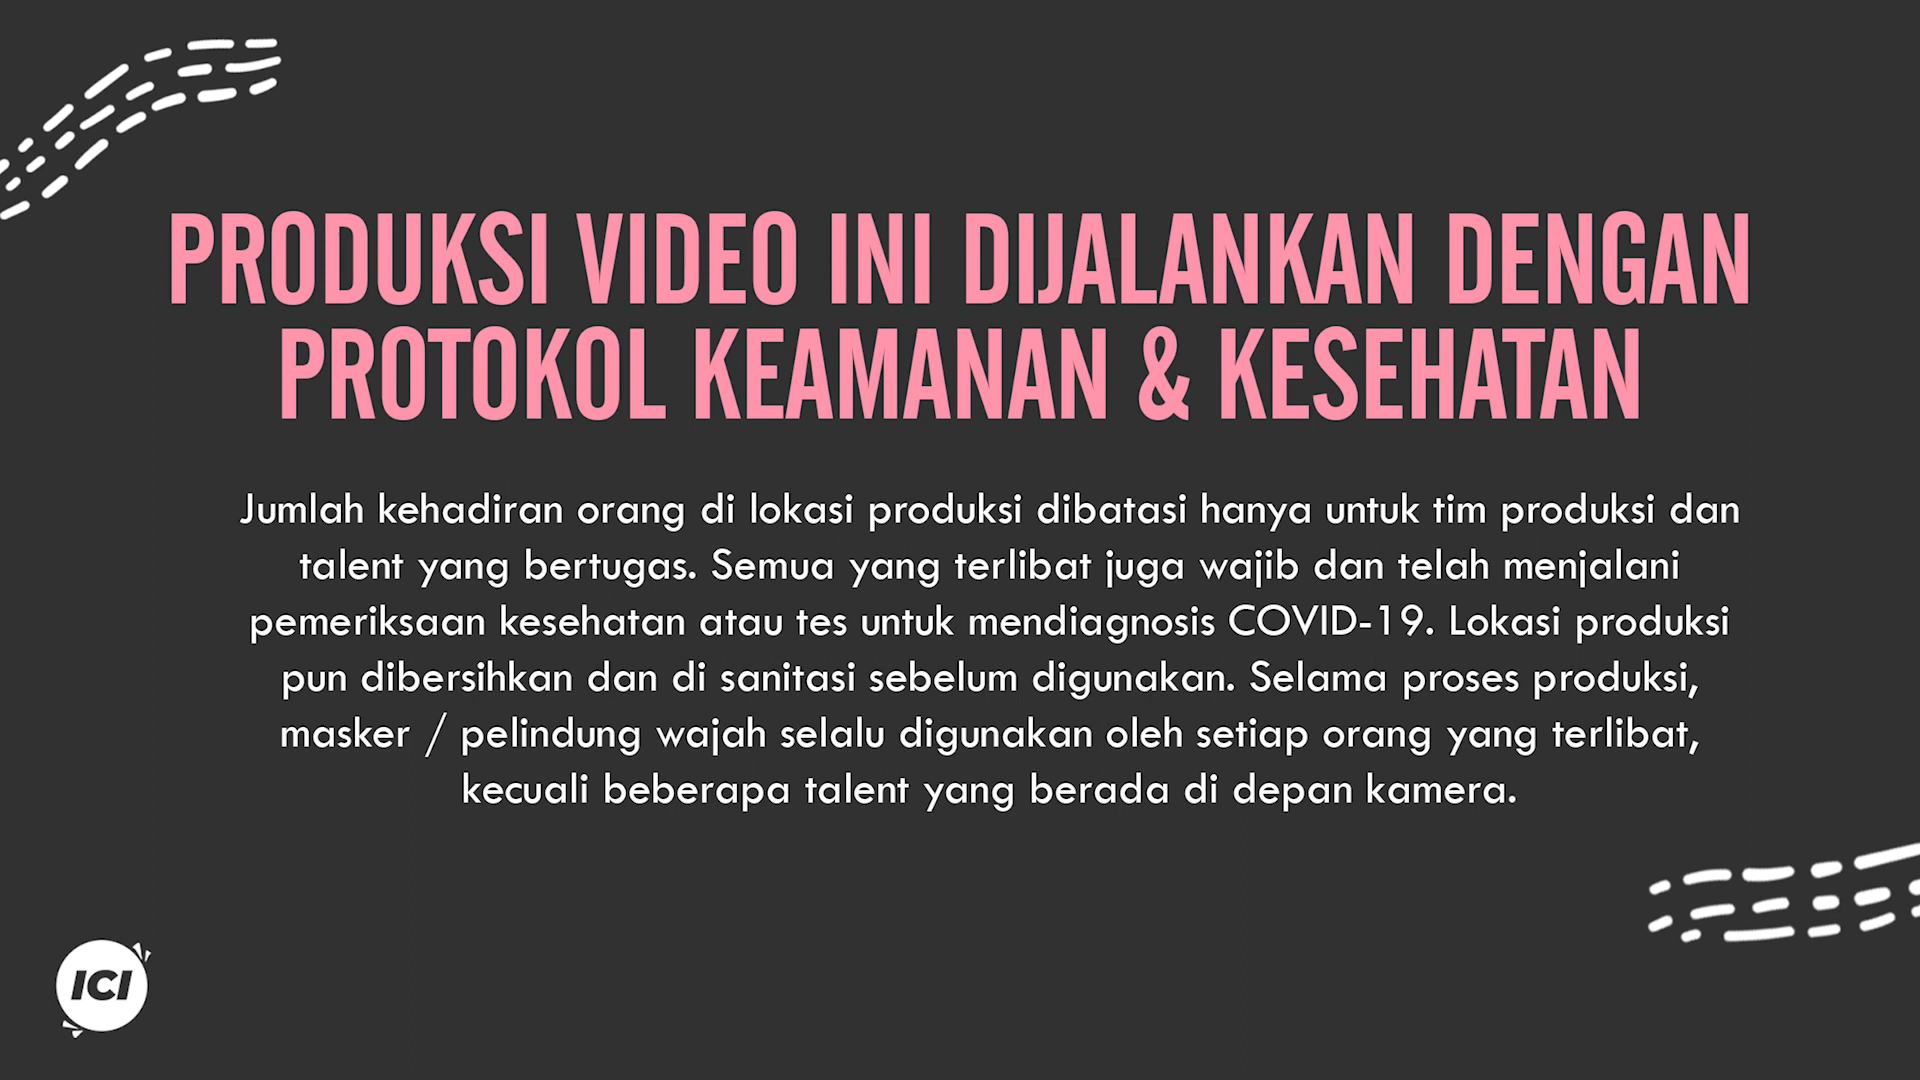 PRODUKSI VIDEO INI DIJALANKAN DENGAN
PROTOKOL KEAMANAN & KESEHATAN
Jumlah kehadiran orang di lokasi produksi dibatasi hanya untuk tim produksi dan
talent yang bertugas. Semua yang terlibat juga wajib dan telah menjalani
pemeriksaan kesehatan atau tes untuk mendiagnosis COVID-19. Lokasi produksi
pun dibersihkan dan di sanitasi sebelum digunakan. Selama proses produksi,
masker / pelindung wajah selalu digunakan oleh setiap orang yang terlibat,
kecuali beberapa talent yang berada di depan kamera.
ICI